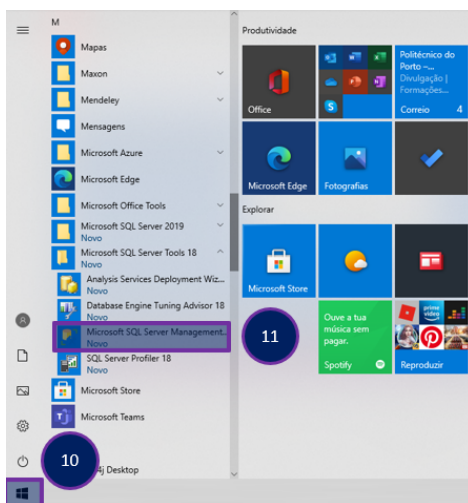 M
Mapas
Maxon
Mendeley
Mensagens
Microsoft Azure
Microsoft Edge
Microsoft Office Tools
Microsoft SQL Server 2019
Novo
Microsoft SQL Server Tools 18
Novo
Analysis Services Deployment Wiz...
Novo
Database Engine Tuning Advisor 18
Novo
Microsoft SQL Server Management...
Novo
SQL Server Profiler 18
Novo
Microsoft Store
Microsoft Teams
4j Desktop
10
11
Produtividade
Office
Politécnico do
Porto –...
Divulgação |
Formações...
Correio 4
Microsoft Edge
Fotografias
Explorar
Microsoft Store
Ouve a tua
música sem
pagar.
Spotify
prime
video
Reproduzir